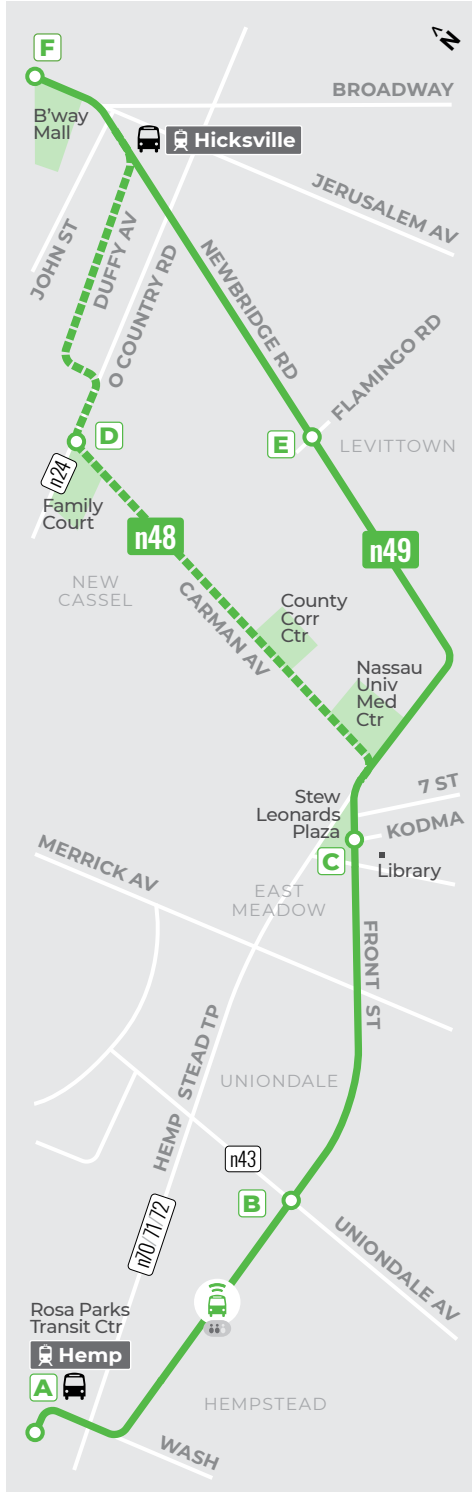 N
F
BROADWAY
B'way
Mall
Hicksville
JERUSALEM AV
JOHN ST
DUFFY AV
O COUNTRY RD
NEWBRIDGE RD
FLAMINGO RD
D
E
LEVITTOWN
n24
Family
Court
n48
n49
NEW
CASSEL
CARMAN AV
County
Corr
Ctr
Nassau
Univ
Med
Ctr
7 ST
Stew
Leonards
Plaza
KODMA
C
Library
MERRICK AV
EAST
MEADOW
FRONT ST
HEMP STEAD TP
UNIONDALE
n43
B
UNIONDALE AV
n70/71/72
Rosa Parks
Transit Ctr
Hemp
A
HEMPSTEAD
WASH